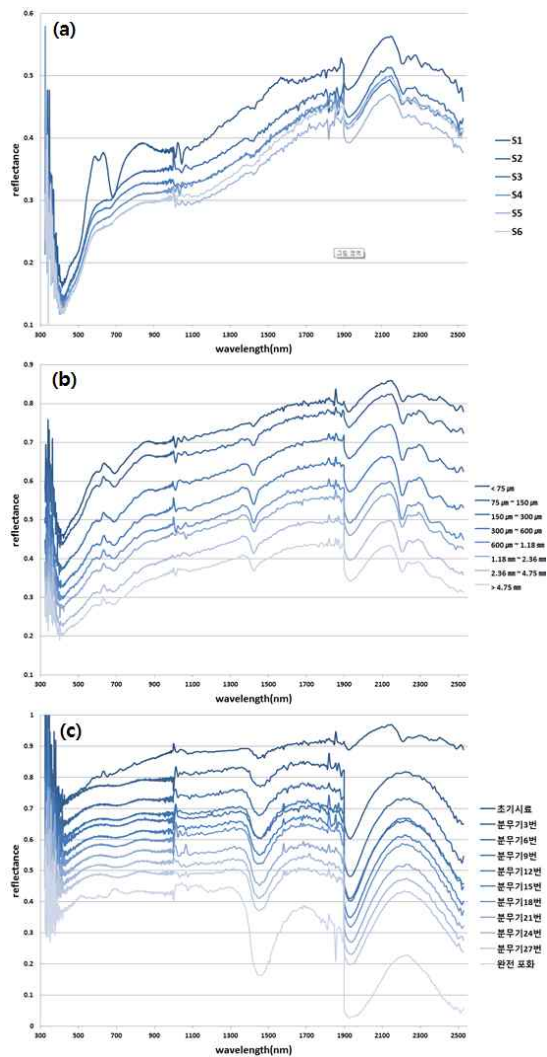 (a)
0.6
0.5
0.4
0.3
0.2
0.1
reflectance
300 500 700 900 1100 1300 1500 1700 1900 2100 2300 2500
wavelength(nm)
S1
S2
S3
S4
S5
S6
(b)
0.9
0.8
0.7
0.6
0.5
0.4
0.3
0.2
0.1
reflectance
300 500 700 900 1100 1300 1500 1700 1900 2100 2300 2500
wavelength(nm)
< 75 ㎛
75 ㎛ ~ 150 ㎛
150 ㎛ ~ 300 ㎛
300 ㎛ ~ 600 ㎛
600 ㎛ ~ 1.18 ㎜
1.18 ㎜ ~ 2.36 ㎜
2.36 ㎜ ~ 4.75 ㎜
> 4.75 ㎜
(c)
1
0.9
0.8
0.7
0.6
0.5
0.4
0.3
0.2
0.1
0
reflectance
300 500 700 900 1100 1300 1500 1700 1900 2100 2300 2500
wavelength(nm)
초기시료
분무기3번
분무기6번
분무기9번
분무기12번
분무기15번
분무기18번
분무기21번
분무기24번
분무기27번
완전 포화